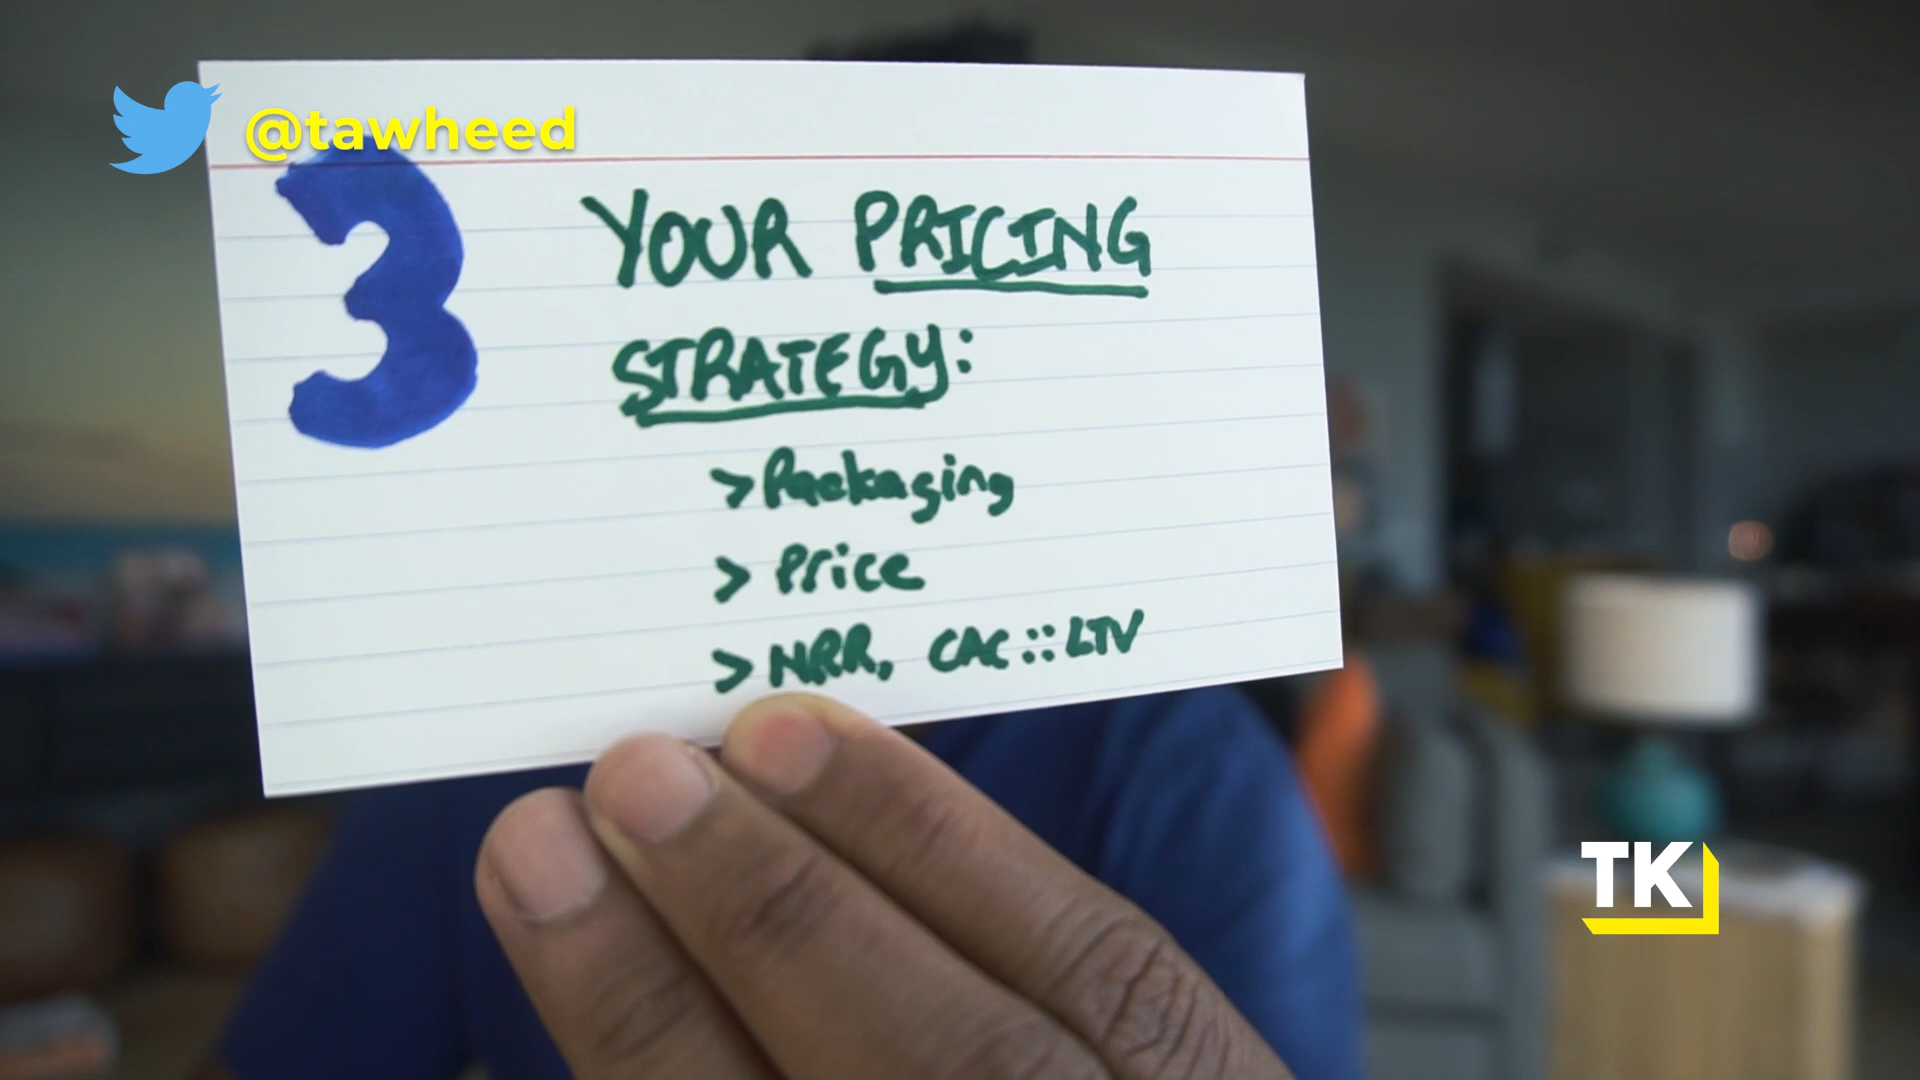 @tawheed
3
YOUR PRICING
STRATEGY:
> Packaging
> Price
> NRR, CAC :: LTV
TK